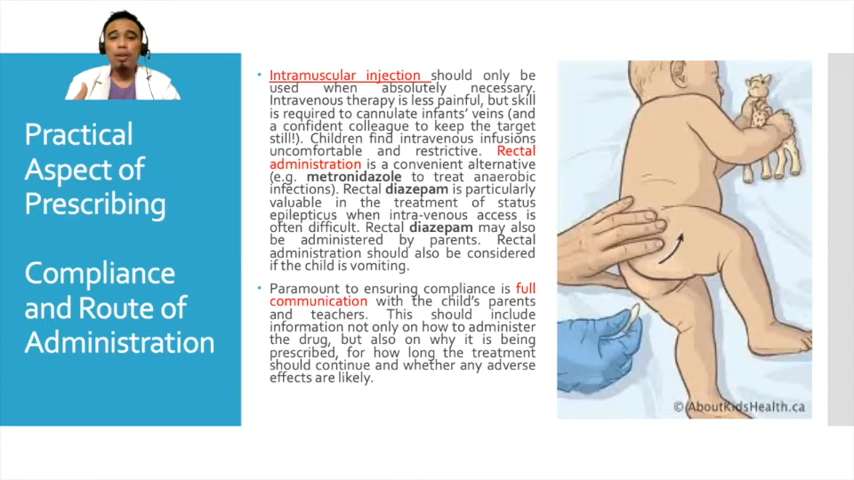 Practical
Aspect of
Prescribing
Compliance
and Route of
Administration
• Intramuscular injection should only be
used when absolutely necessary.
Intravenous therapy is less painful, but skill
is required to cannulate infants' veins (and
a confident colleague to keep the target
still!). Children find intravenous infusions
uncomfortable and restrictive. Rectal
administration is a convenient alternative
(e.g. metronidazole to treat anaerobic
infections). Rectal diazepam is particularly
valuable in the treatment of status
epilepticus when intra-venous access is
often difficult. Rectal diazepam may also
be administered by parents. Rectal
administration should also be considered
if the child is vomiting.
• Paramount to ensuring compliance is full
communication with the child's parents
and teachers. This should include
information not only on how to administer
the drug, but also on why it is being
prescribed, for how long the treatment
should continue and whether any adverse
effects are likely.
©AboutKidsHealth.ca